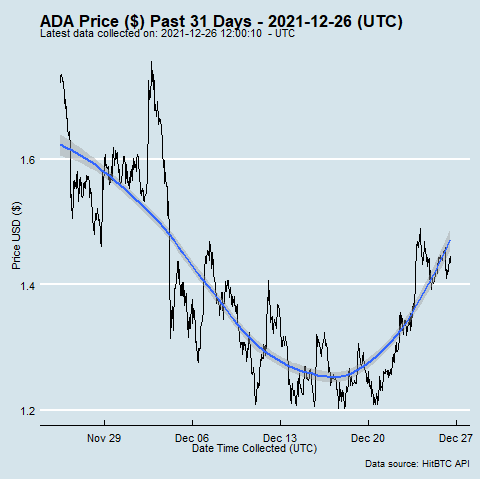 ADA Price ($) Past 31 Days - 2021-12-26 (UTC)
Latest data collected on: 2021-12-26 12:00:10 - UTC
Price USD ($)
1.6
1.4
1.2
Nov 29 Dec 06 Dec 13 Dec 20 Dec 27
Date Time Collected (UTC)
Data source: HitBTC API